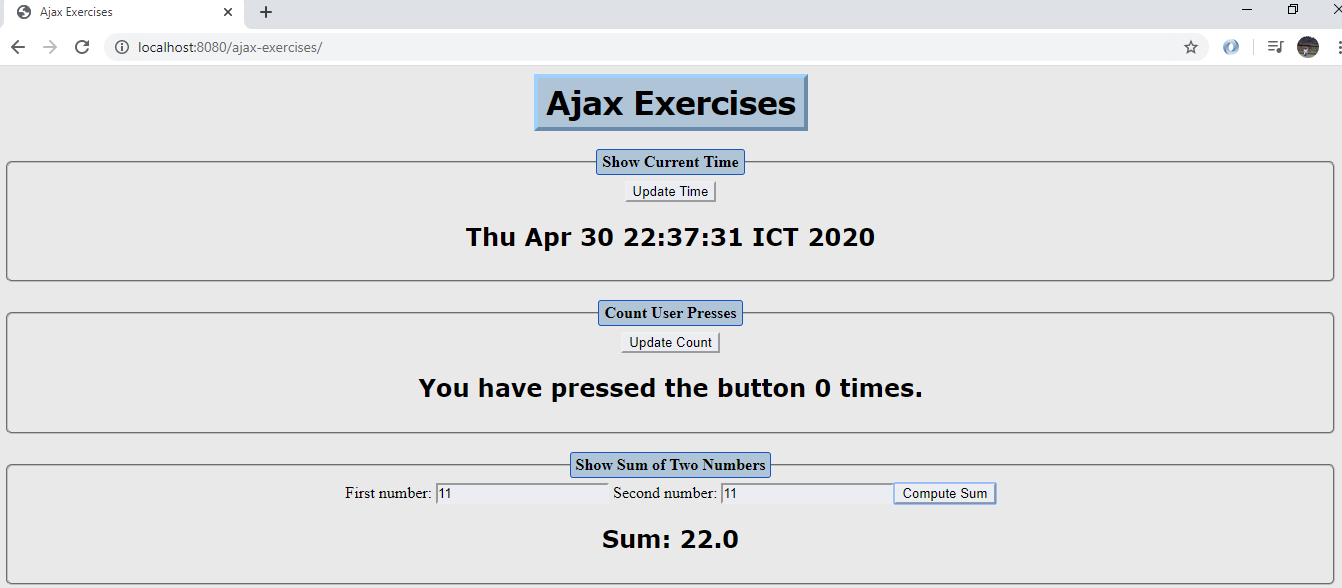 Ajax Exercises
localhost:8080/ajax-exercises/
Ajax Exercises
Show Current Time
Update Time
Thu Apr 30 22:37:31 ICT 2020
Count User Presses
Update Count
You have pressed the button 0 times.
Show Sum of Two Numbers
First number: 11 Second number: 11 Compute Sum
Sum: 22.0